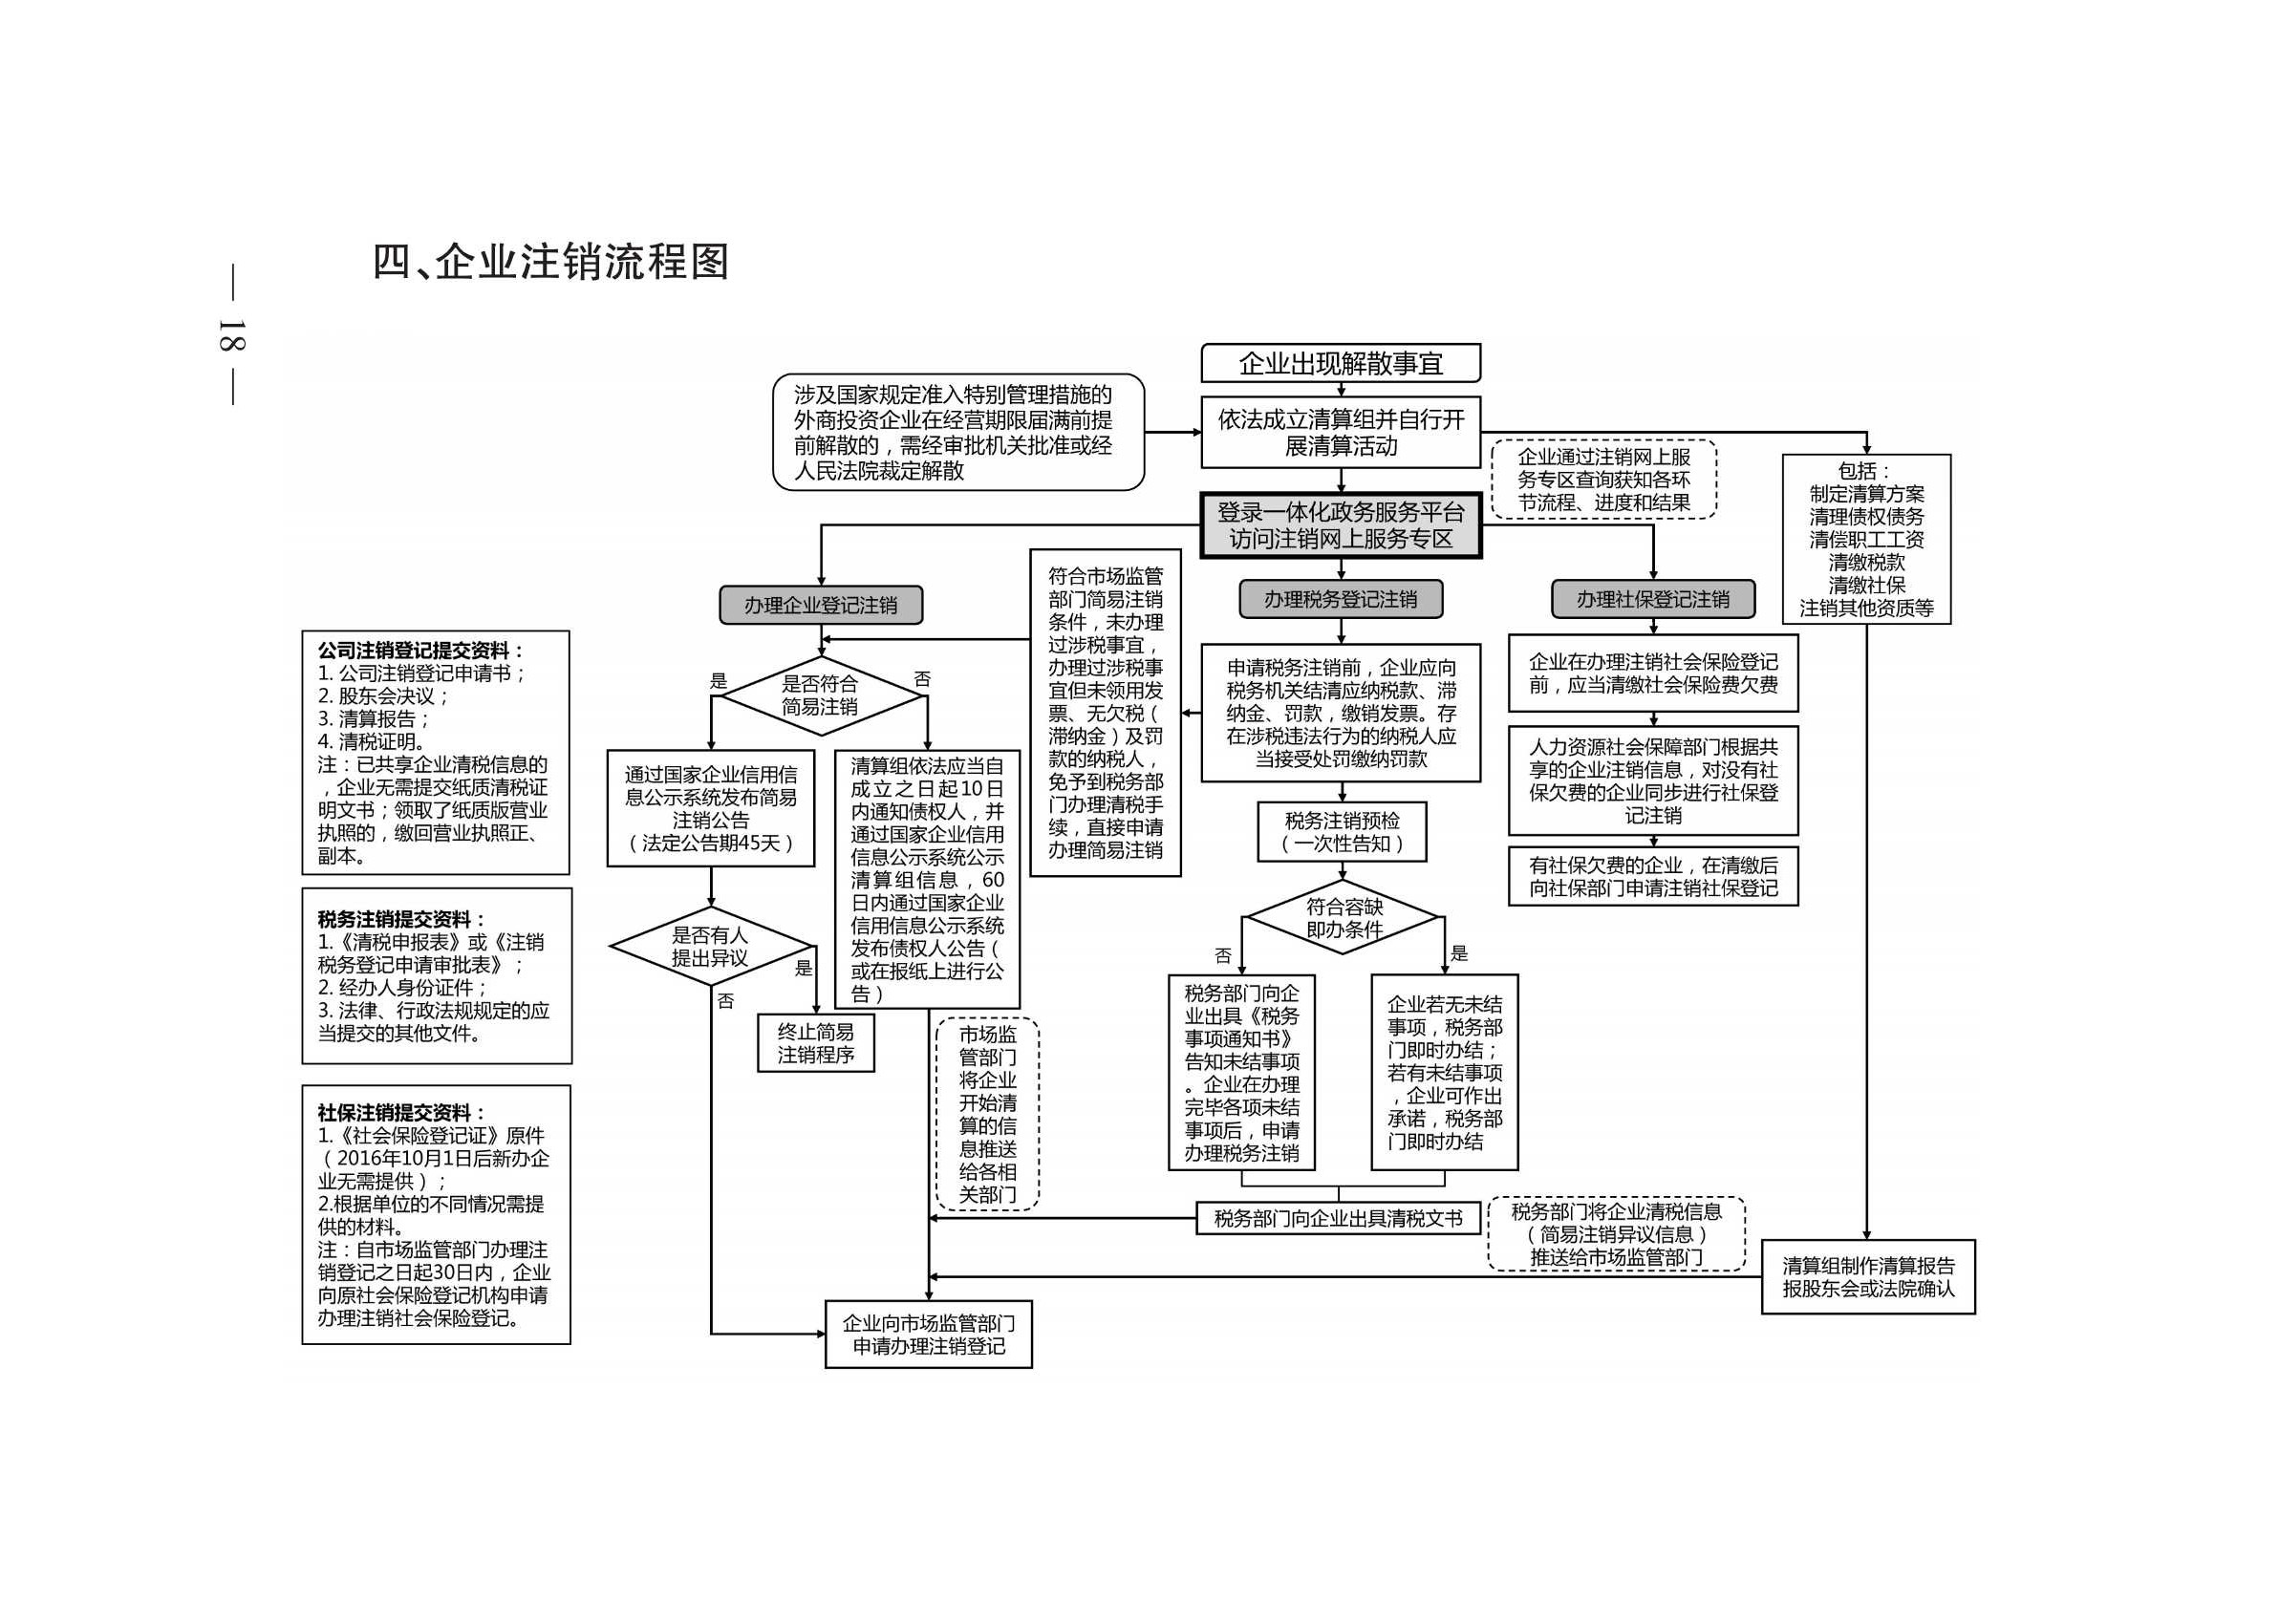 四、企业注销流程图
— 18 —
企业出现解散事宜
涉及国家规定准入特别管理措施的
外商投资企业在经营期限届满前提
前解散的，需经审批机关批准或经
人民法院裁定解散
依法成立清算组并自行开
展清算活动
企业通过注销网上服
务专区查询获知各环
节流程、进度和结果
包括：
制定清算方案
清理债权债务
清偿职工工资
清缴税款
清缴社保
注销其他资质等
登录一体化政务服务平台
访问注销网上服务专区
办理企业登记注销
办理税务登记注销
办理社保登记注销
符合市场监管
部门简易注销
条件，未办理
过涉税事宜，
办理过涉税事
宜但未领用发
票、无欠税（
滞纳金）及罚
款的纳税人，
免予到税务部
门办理清税手
续，直接申请
办理简易注销
公司注销登记提交资料：
1. 公司注销登记申请书；
2. 股东会决议；
3. 清算报告；
4. 清税证明。
注：已共享企业清税信息的
，企业无需提交纸质清税证
明文书；领取了纸质版营业
执照的，缴回营业执照正、
副本。
税务注销提交资料：
1.《清税申报表》或《注销
税务登记申请审批表》；
2. 经办人身份证件；
3. 法律、行政法规规定的应
当提交的其他文件。
社保注销提交资料：
1.《社会保险登记证》原件
（2016年10月1日后新办企
业无需提供）；
2.根据单位的不同情况需提
供的材料。
注：自市场监管部门办理注
销登记之日起30日内，企业
向原社会保险登记机构申请
办理注销社会保险登记。
是
是否符合
简易注销
否
通过国家企业信用信
息公示系统发布简易
注销公告
（法定公告期45天）
清算组依法应当自
成立之日起10日
内通知债权人，并
通过国家企业信用
信息公示系统公示
清算组信息，60
日内通过国家企业
信用信息公示系统
发布债权人公告（
或在报纸上进行公
告）
是否有人
提出异议
是
否
终止简易
注销程序
市场监
管部门
将企业
开始清
算的信
息推送
给各相
关部门
申请税务注销前，企业应向
税务机关结清应纳税款、滞
纳金、罚款，缴销发票。存
在涉税违法行为的纳税人应
当接受处罚缴纳罚款
税务注销预检
（一次性告知）
符合容缺
即办条件
否
是
税务部门向企
业出具《税务
事项通知书》
告知未结事项
。企业在办理
完毕各项未结
事项后，申请
办理税务注销
企业若无未结
事项，税务部
门即时办结；
若有未结事项
，企业可作出
承诺，税务部
门即时办结
税务部门向企业出具清税文书
企业在办理注销社会保险登记
前，应当清缴社会保险费欠费
人力资源社会保障部门根据共
享的企业注销信息，对没有社
保欠费的企业同步进行社保登
记注销
有社保欠费的企业，在清缴后
向社保部门申请注销社保登记
税务部门将企业清税信息
（简易注销异议信息）
推送给市场监管部门
清算组制作清算报告
报股东会或法院确认
企业向市场监管部门
申请办理注销登记